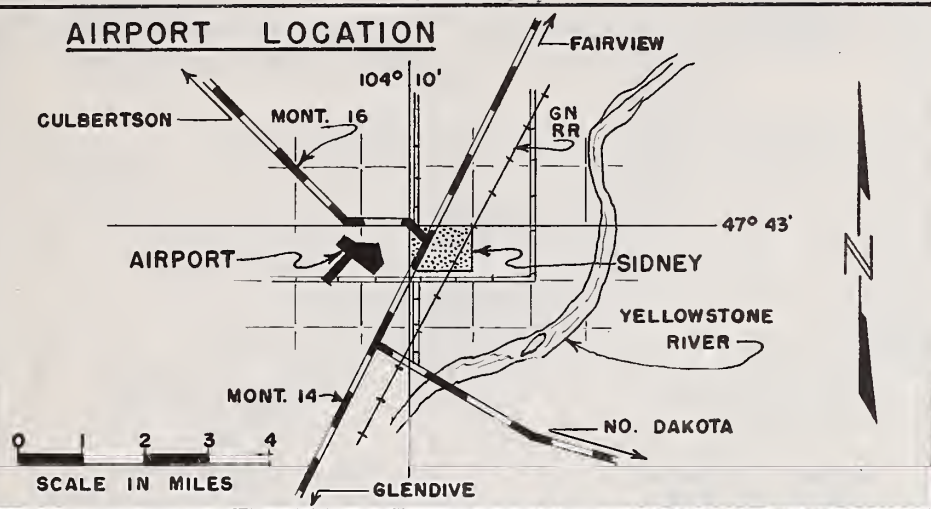 AIRPORT LOCATION
FAIRVIEW
104° 10'
CULBERTSON
MONT. 16
GN
RR
47° 43'
AIRPORT
SIDNEY
YELLOWSTONE
RIVER
N
MONT. 14
NO. DAKOTA
0 1 2 3 4
SCALE IN MILES
GLENDIVE